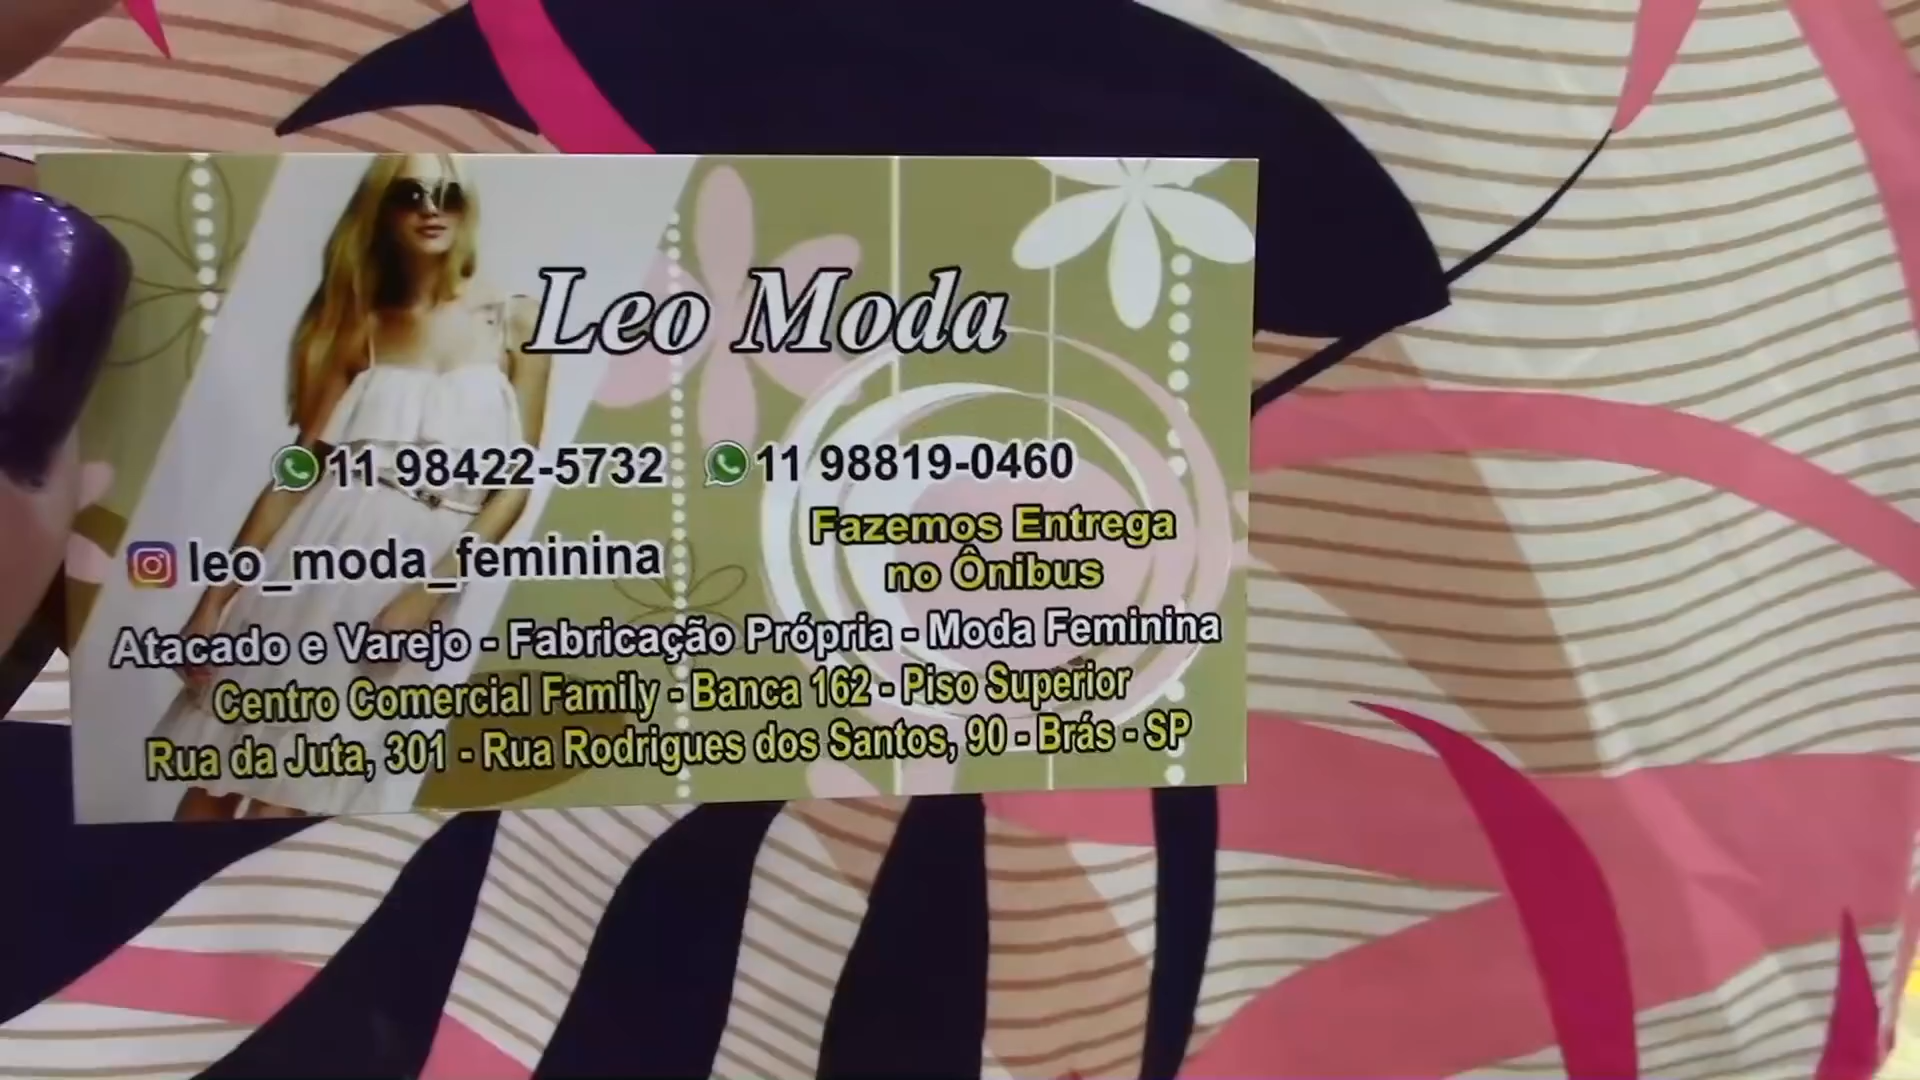 Leo Moda
11 98422-5732 11 98819-0460
Fazemos Entrega
no Ônibus
leo_moda_feminina
Atacado e Varejo - Fabricação Própria - Moda Feminina
Centro Comercial Family - Banca 162 - Piso Superior
Rua da Juta, 301 - Rua Rodrigues dos Santos, 90 - Brás - SP